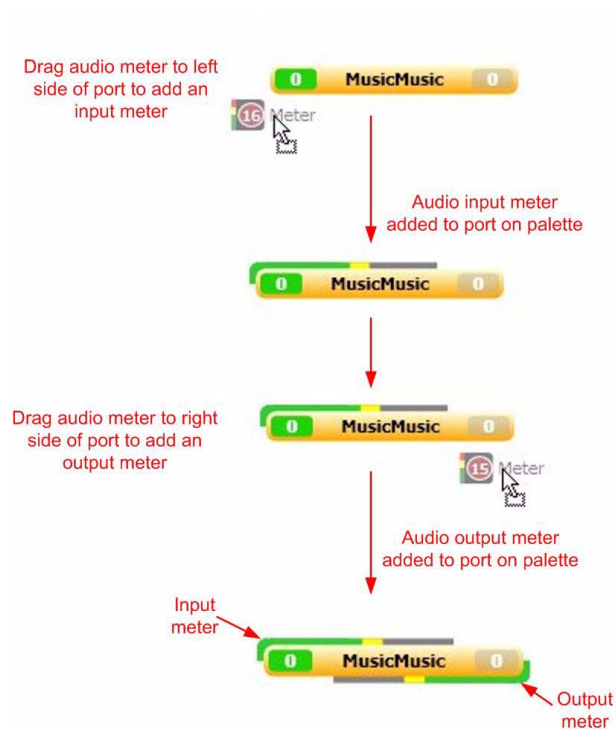 Drag audio meter to left
side of port to add an
input meter
0 MusicMusic 0
16 Meter
Audio input meter
added to port on palette
0 MusicMusic 0
Drag audio meter to right
side of port to add an
output meter
0 MusicMusic 0
15 Meter
Audio output meter
added to port on palette
Input
meter
0 MusicMusic 0
Output
meter